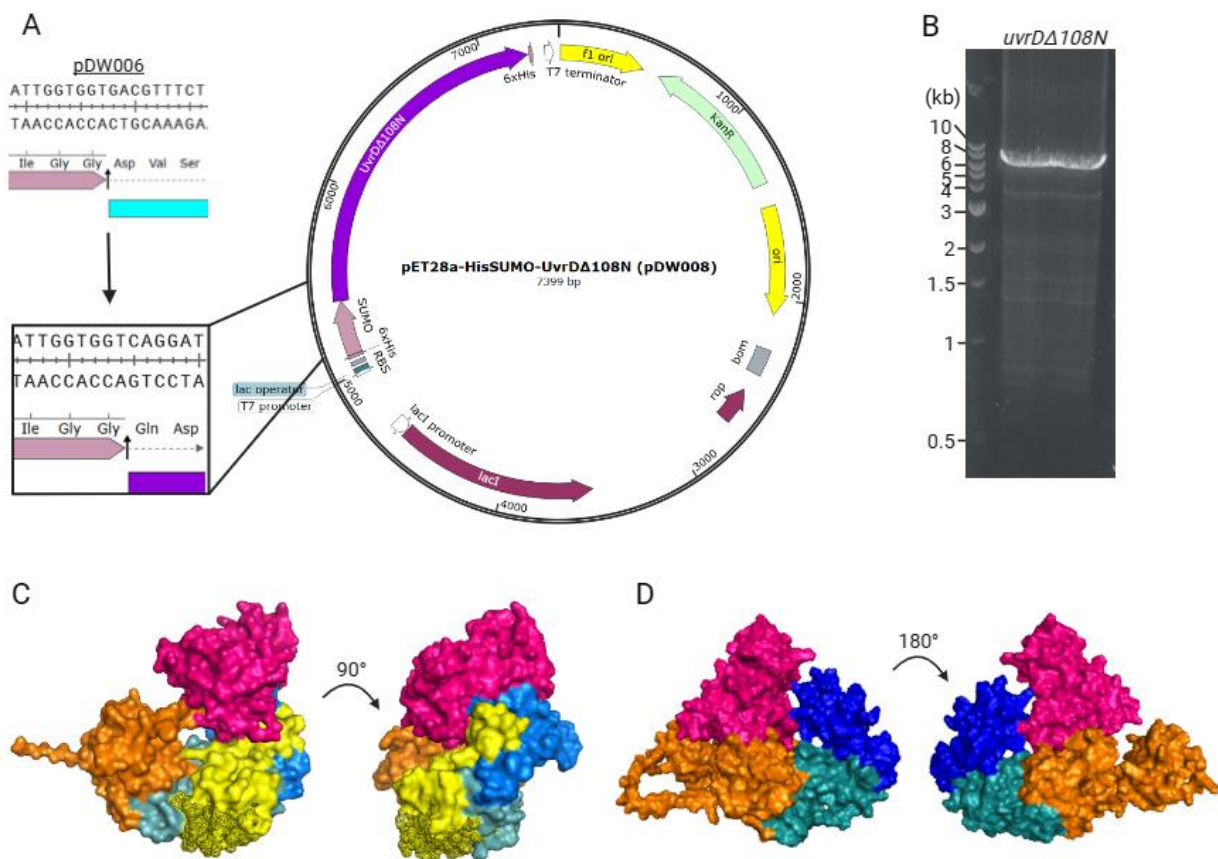 A
pDW006
ATTGGTGGTGACGTTTCT
TAACCACCACTGCAAAGA.
Ile Gly Gly Asp Val Ser
ATTGGTGGTCAGGAT
TAACCACCAGTCCTA
Ile Gly Gly Gln Asp
7000
6xHis
T7 terminator
f1 ori
1000
KanR
UvrDΔ108N
6000
ori
2000
pET28a-HisSUMO-UvrDΔ108N (pDW008)
7399 bp
SUMO
6xHis
RBS
lac operator
5000
T7 promoter
bom
rop
lacI promoter
lacI
3000
4000
B
uvrDΔ108N
(kb)
10
8
6
5
4
3
2
1.5
1
0.5
C
90°
D
180°